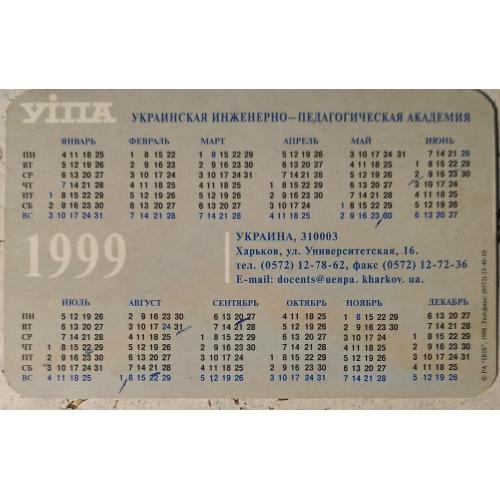 УІПА
УКРАИНСКАЯ ИНЖЕНЕРНО—ПЕДАГОГИЧЕСКАЯ АКАДЕМИЯ
ЯНВАРЬ ФЕВРАЛЬ МАРТ АПРЕЛЬ МАЙ ИЮНЬ
ПН 4 11 18 25 1 8 15 22 1 8 15 22 29 5 12 19 26 3 10 17 24 31 7 14 21 28
ВТ 5 12 19 26 2 9 16 23 2 9 16 23 30 6 13 20 27 4 11 18 25 1 8 15 22 29
СР 6 13 20 27 3 10 17 24 3 10 17 24 31 7 14 21 28 5 12 19 26 2 9 16 23 30
ЧТ 7 14 21 28 4 11 18 25 4 11 18 25 1 8 15 22 29 6 13 20 27 3 10 17 24
ПТ 1 8 15 22 29 5 12 19 26 5 12 19 26 2 9 16 23 30 7 14 21 28 4 11 18 25
СБ 2 9 16 23 30 6 13 20 27 6 13 20 27 3 10 17 24 1 8 15 22 29 5 12 19 26
ВС 3 10 17 24 31 7 14 21 28 7 14 21 28 4 11 18 25 2 9 16 23 30 6 13 20 27
1999
УКРАИНА, 310003
Харьков, ул. Университетская, 16.
тел. (0572) 12-78-62, факс (0572) 12-72-36
E-mail: docents@uenpa. kharkov. ua.
ИЮЛЬ АВГУСТ СЕНТЯБРЬ ОКТЯБРЬ НОЯБРЬ ДЕКАБРЬ
ПН 5 12 19 26 2 9 16 23 30 6 13 20 27 4 11 18 25 1 8 15 22 29 6 13 20 27
ВТ 6 13 20 27 3 10 17 24 31 7 14 21 28 5 12 19 26 2 9 16 23 30 7 14 21 28
СР 7 14 21 28 4 11 18 25 1 8 15 22 29 6 13 20 27 3 10 17 24 1 8 15 22 29
ЧТ 1 8 15 22 29 5 12 19 26 2 9 16 23 30 7 14 21 28 4 11 18 25 2 9 16 23 30
ПТ 2 9 16 23 30 6 13 20 27 3 10 17 24 1 8 15 22 29 5 12 19 26 3 10 17 24 31
СБ 3 10 17 24 31 7 14 21 28 4 11 18 25 2 9 16 23 30 6 13 20 27 4 11 18 25
ВС 4 11 18 25 1 8 15 22 29 5 12 19 26 3 10 17 24 31 7 14 21 28 5 12 19 26
1998. Тел/факс (0572)